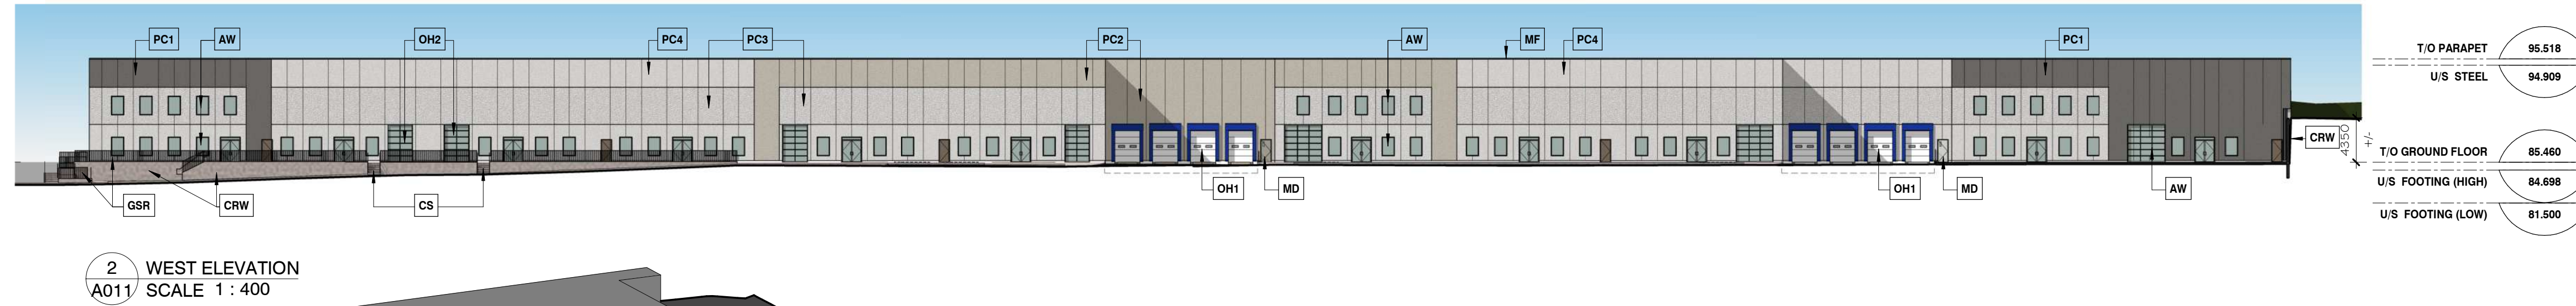 PC1
AW
OH2
PC4
PC3
PC2
AW
MF
PC4
PC1
T/O PARAPET 95.518
U/S STEEL 94.909
CRW
4350
+/-
T/O GROUND FLOOR 85.460
U/S FOOTING (HIGH) 84.698
U/S FOOTING (LOW) 81.500
GSR
CRW
CS
OH1
MD
OH1
MD
AW
2
A011
WEST ELEVATION
SCALE 1 : 400